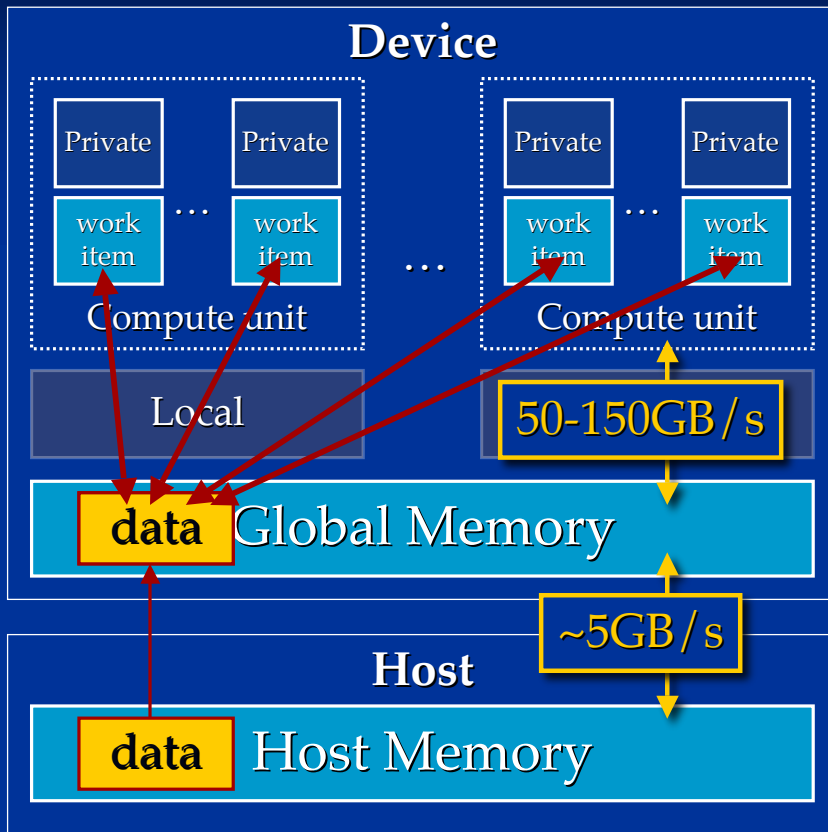 Device
Private
Private
Private
Private
work
item
…
work
item
…
work
item
…
work
item
Compute unit
Compute unit
Local
50-150GB/s
data
Global Memory
~5GB/s
Host
data
Host Memory